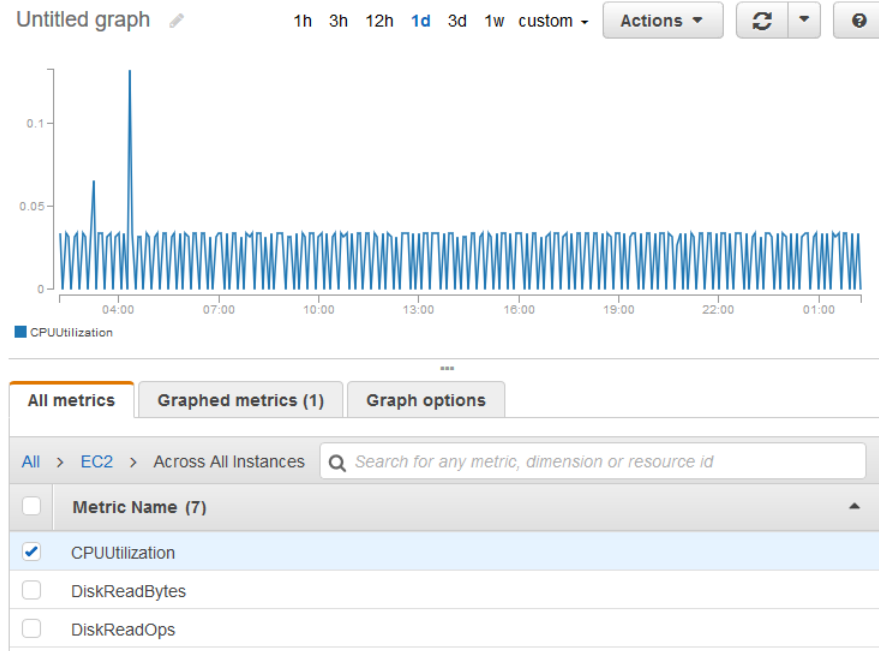 Untitled graph 1h 3h 12h 1d 3d 1w custom Actions
0.1
0.05
0
04:00 07:00 10:00 13:00 16:00 19:00 22:00 01:00
CPUUtilization
All metrics Graphed metrics (1) Graph options
All > EC2 > Across All Instances Search for any metric, dimension or resource id
Metric Name (7)
CPUUtilization
DiskReadBytes
DiskReadOps